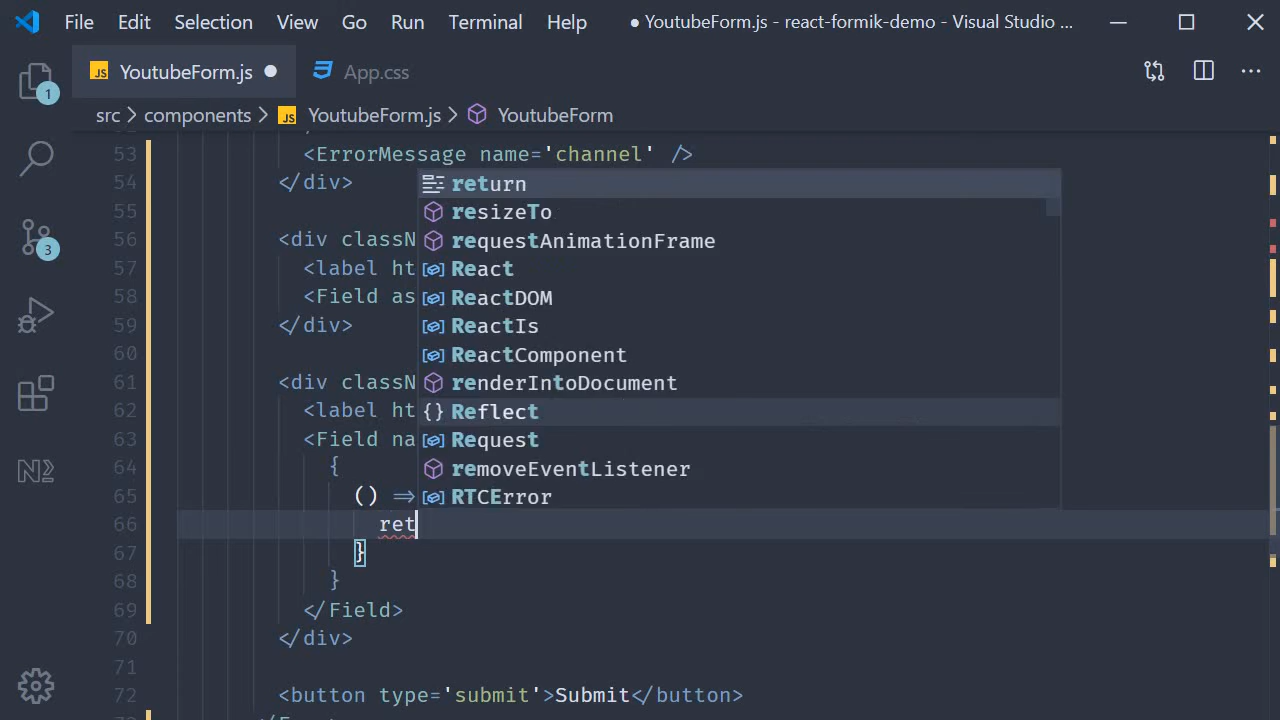 File Edit Selection View Go Run Terminal Help ● YoutubeForm.js - react-formik-demo - Visual Studio ...
YoutubeForm.js ● App.css ...
src > components > JS YoutubeForm.js > YoutubeForm
53 <ErrorMessage name='channel' />
54 </div>
55
56 <div classN
57 <label ht
58 <Field as
59 </div>
60
61 <div classN
62 <label ht
63 <Field na
64 {
65 () =>
66 ret
67 }
68 }
69 </Field>
70 </div>
71
72 <button type='submit'>Submit</button>
return
resizeTo
requestAnimationFrame
React
ReactDOM
ReactIs
ReactComponent
renderIntoDocument
Reflect
Request
removeEventListener
RTCError
1
3